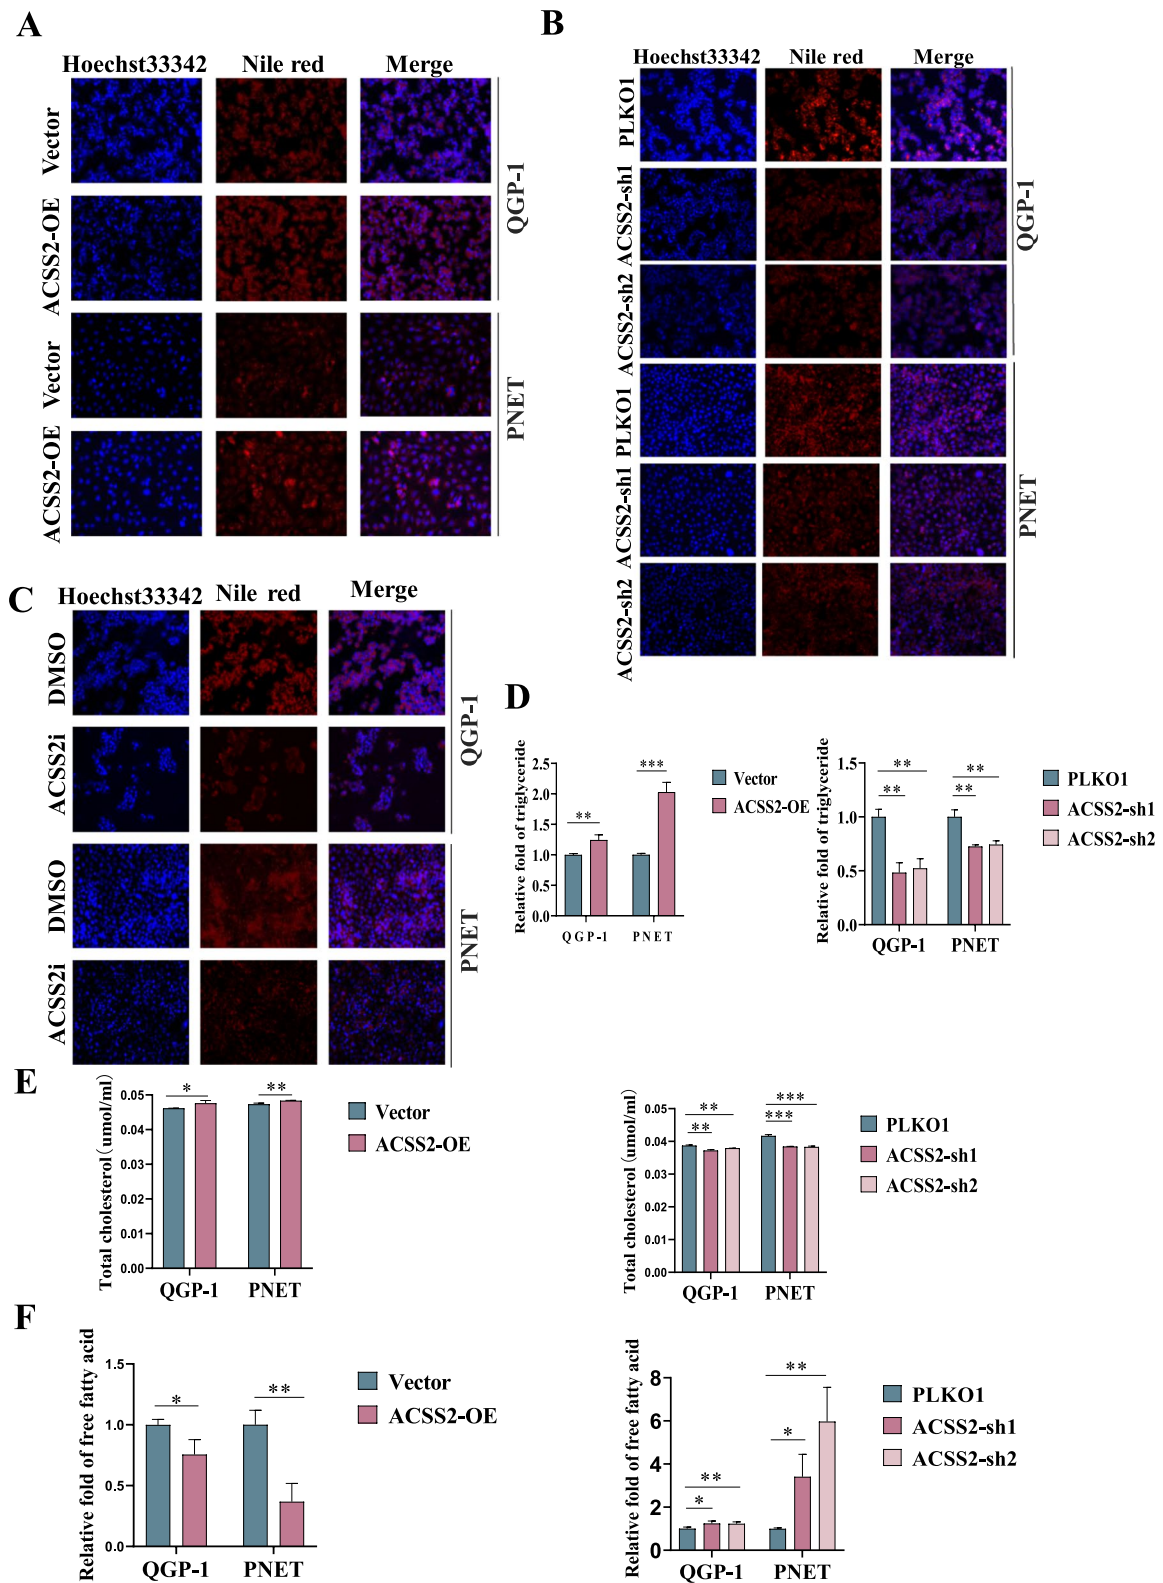 A
Hoechst33342 Nile red Merge
Vector
ACSS2-OE
QGP-1
Vector
ACSS2-OE
PNET
B
Hoechst33342 Nile red Merge
PLKO1
ACSS2-sh1
ACSS2-sh2
QGP-1
PLKO1
ACSS2-sh1
ACSS2-sh2
PNET
C
Hoechst33342 Nile red Merge
DMSO
ACSS2i
QGP-1
DMSO
ACSS2i
PNET
D
Relative fold of triglyceride
2.5
2.0
1.5
1.0
0.5
0.0
** ***
QGP-1 PNET
Vector
ACSS2-OE
Relative fold of triglyceride
1.5
1.0
0.5
0.0
** **
** **
QGP-1 PNET
PLKO1
ACSS2-sh1
ACSS2-sh2
E
Total cholesterol (umol/ml)
0.05
0.04
0.03
0.02
0.01
0.00
* **
QGP-1 PNET
Vector
ACSS2-OE
Total cholesterol (umol/ml)
0.05
0.04
0.03
0.02
0.01
0.00
** ***
** ***
QGP-1 PNET
PLKO1
ACSS2-sh1
ACSS2-sh2
F
Relative fold of free fatty acid
1.5
1.0
0.5
0.0
* **
QGP-1 PNET
Vector
ACSS2-OE
Relative fold of free fatty acid
8
6
4
2
0
** **
* *
QGP-1 PNET
PLKO1
ACSS2-sh1
ACSS2-sh2